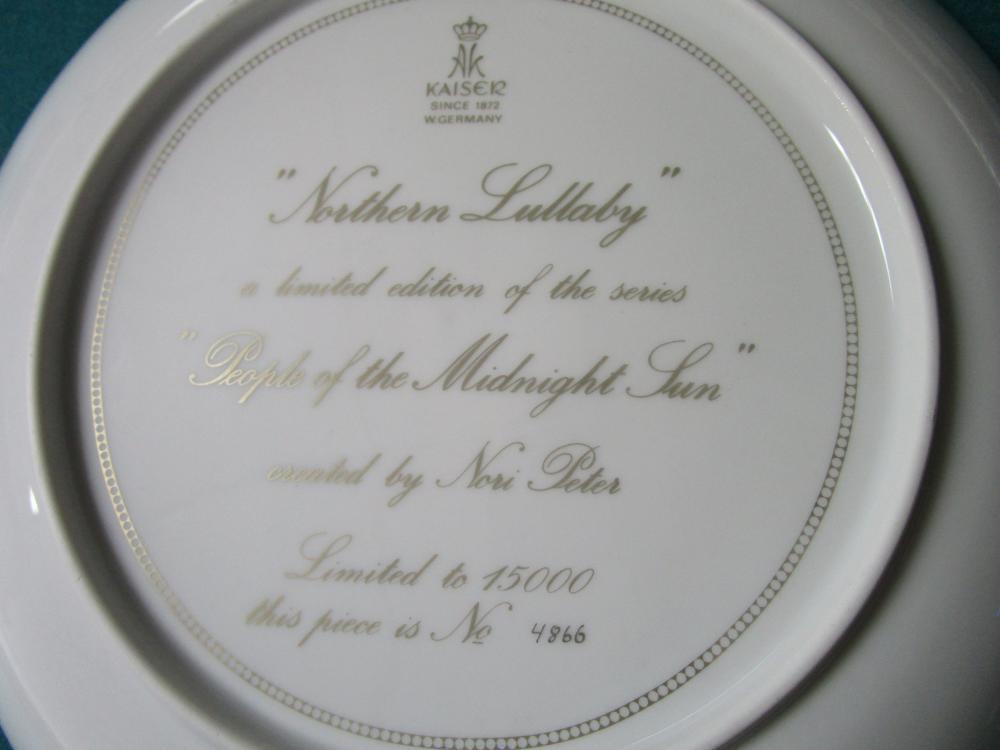 AK
KAISER
SINCE 1872
W.GERMANY
"Northern Lullaby"
a limited edition of the series
"People of the Midnight Sun"
created by Nori Peter
Limited to 15000
this piece is No 4866